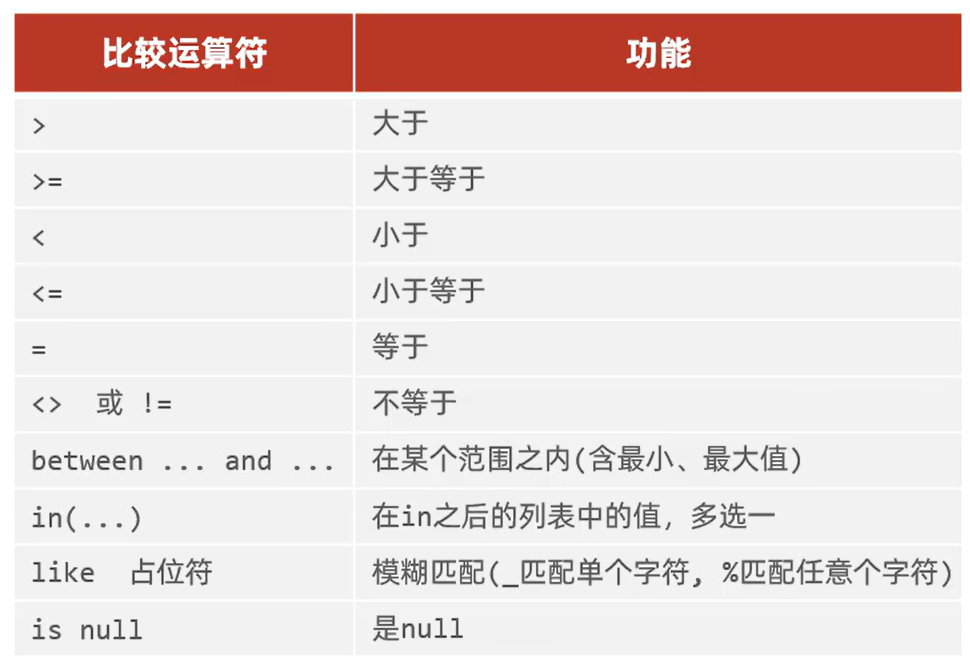 比较运算符 功能
> 大于
>= 大于等于
< 小于
<= 小于等于
= 等于
<> 或 != 不等于
between ... and ... 在某个范围之内(含最小、最大值)
in(...) 在in之后的列表中的值，多选一
like 占位符 模糊匹配(_匹配单个字符, %匹配任意个字符)
is null 是null